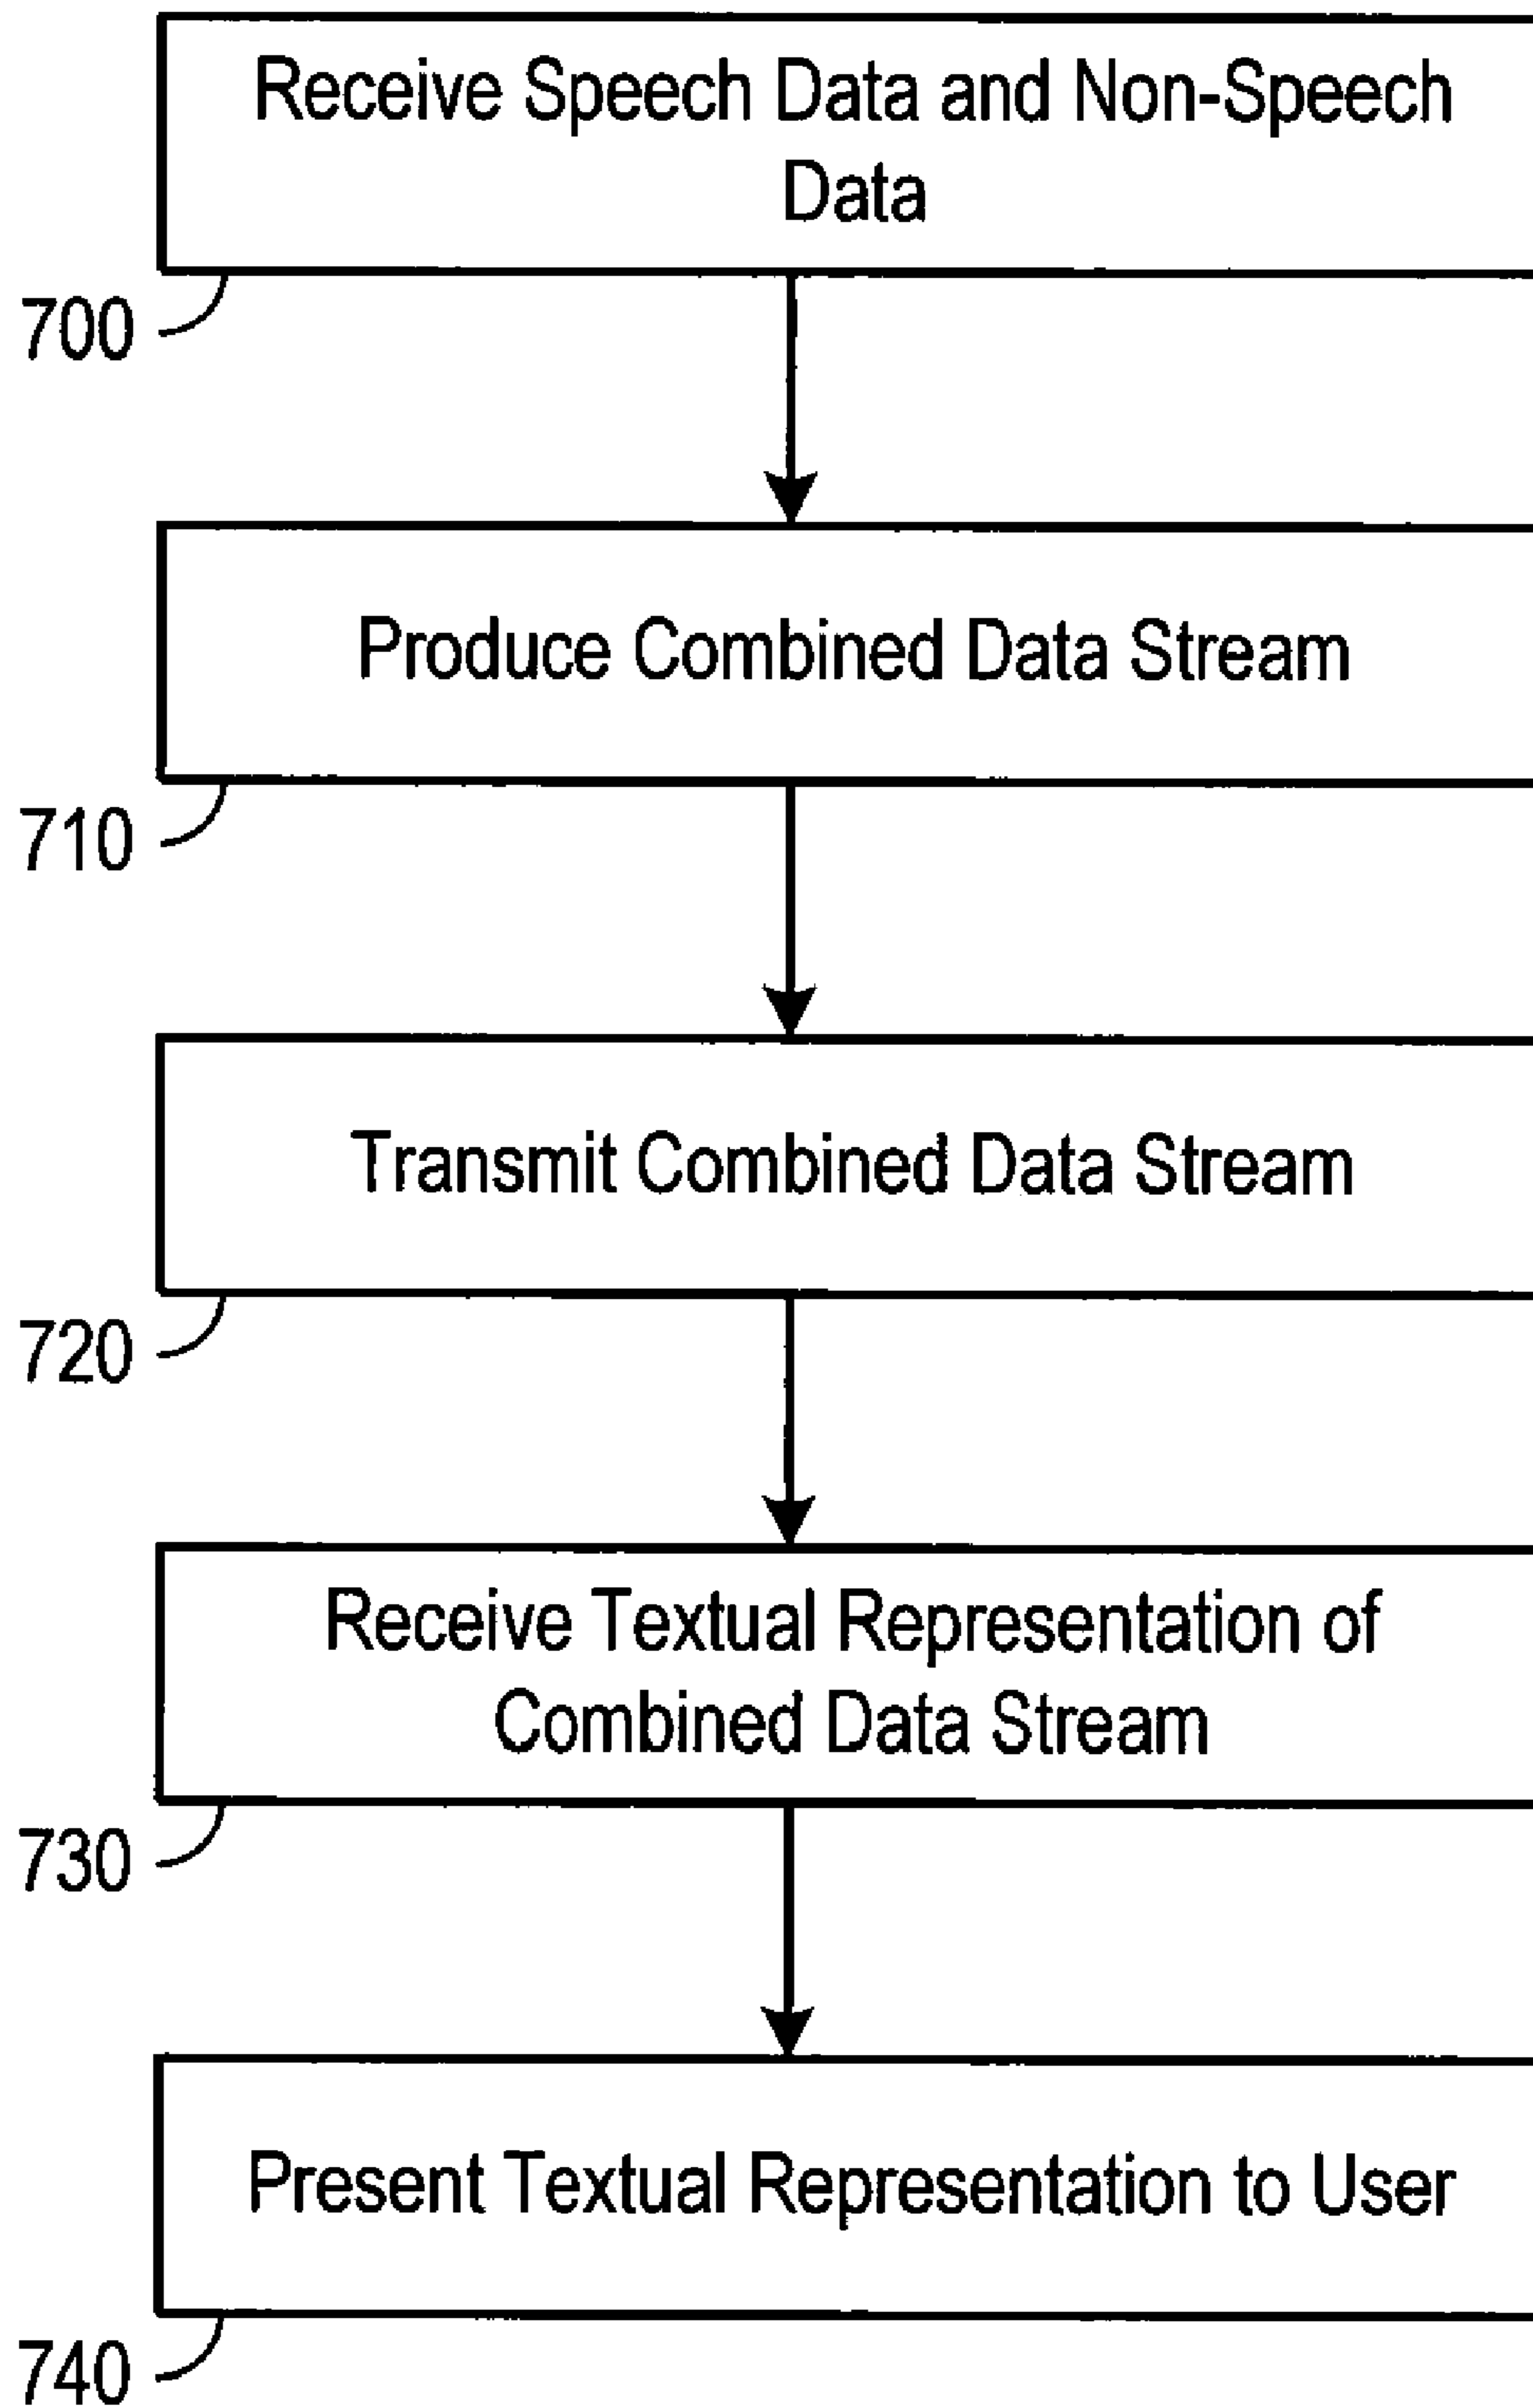 Receive Speech Data and Non-Speech
Data
700
Produce Combined Data Stream
710
Transmit Combined Data Stream
720
Receive Textual Representation of
Combined Data Stream
730
Present Textual Representation to User
740